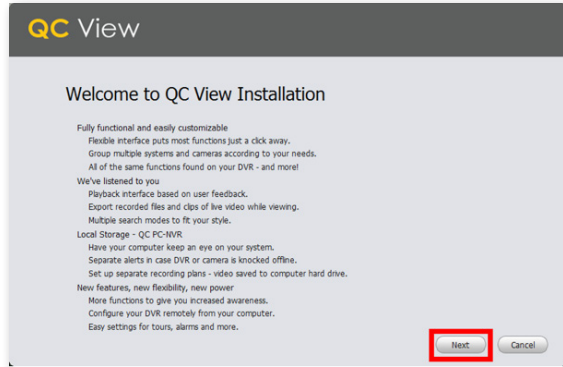 QC View
Welcome to QC View Installation
Fully functional and easily customizable
Flexible interface puts most functions just a click away.
Group multiple systems and cameras according to your needs.
All of the same functions found on your DVR - and more!
We've listened to you
Playback interface based on user feedback.
Export recorded files and clips of live video while viewing.
Multiple search modes to fit your style.
Local Storage - QC PC-NVR
Have your computer keep an eye on your system.
Separate alerts in case DVR or camera is knocked offline.
Set up separate recording plans - video saved to computer hard drive.
New features, new flexibility, new power
More functions to give you increased awareness.
Configure your DVR remotely from your computer.
Easy settings for tours, alarms and more.
Next Cancel